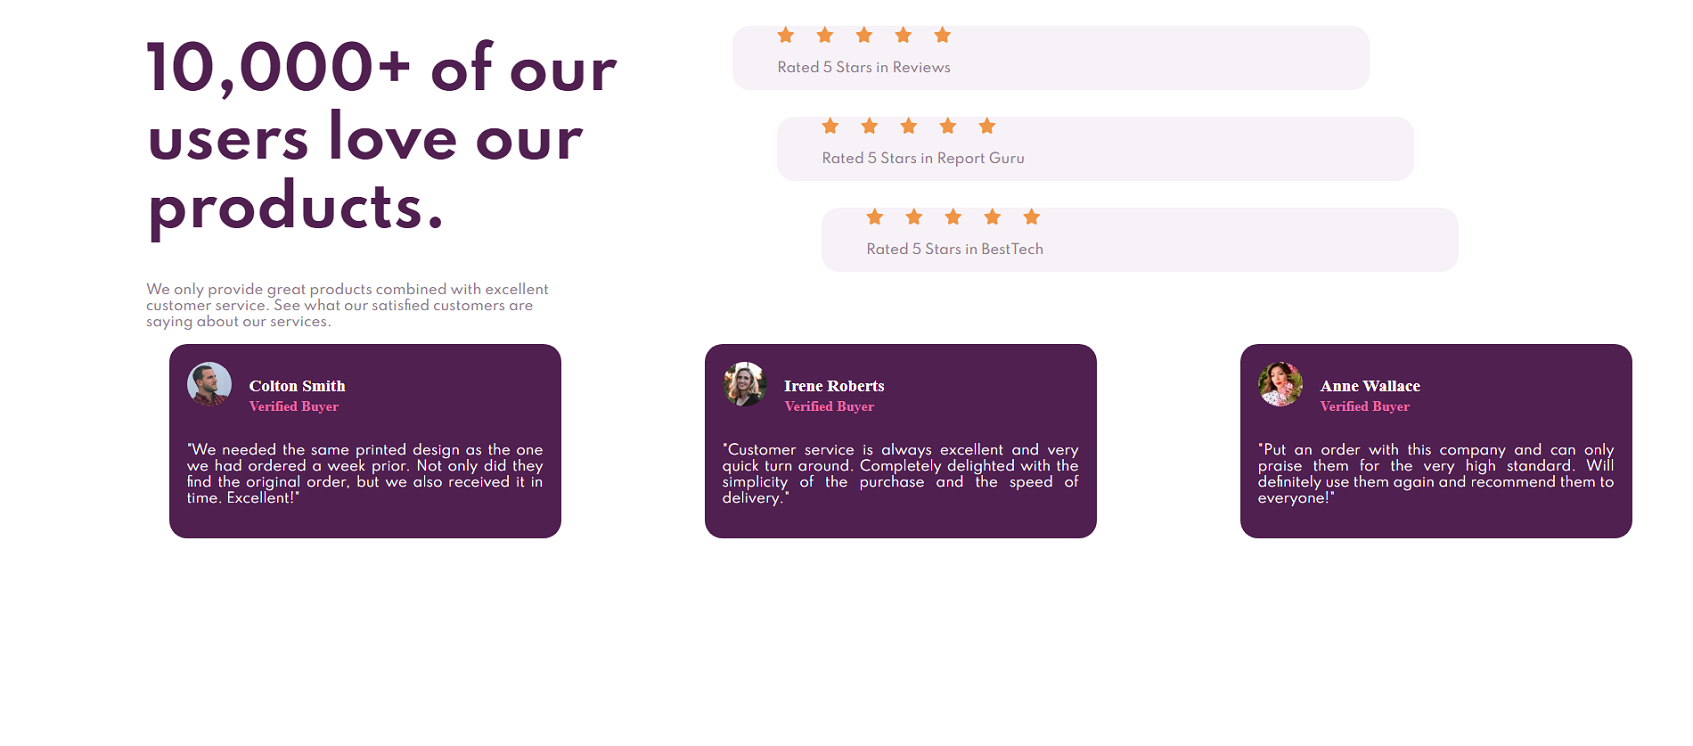 10,000+ of our
users love our
products.
We only provide great products combined with excellent
customer service. See what our satisfied customers are
saying about our services.
Rated 5 Stars in Reviews
Rated 5 Stars in Report Guru
Rated 5 Stars in BestTech
Colton Smith
Verified Buyer
"We needed the same printed design as the one
we had ordered a week prior. Not only did they
find the original order, but we also received it in
time. Excellent!"
Irene Roberts
Verified Buyer
"Customer service is always excellent and very
quick turn around. Completely delighted with the
simplicity of the purchase and the speed of
delivery."
Anne Wallace
Verified Buyer
"Put an order with this company and can only
praise them for the very high standard. Will
definitely use them again and recommend them to
everyone!"